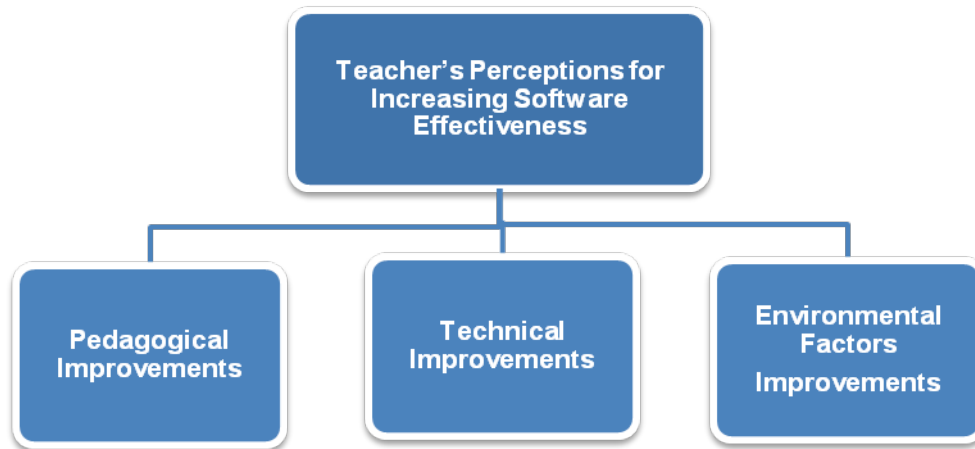 Teacher’s Perceptions for
Increasing Software
Effectiveness
Pedagogical
Improvements
Technical
Improvements
Environmental
Factors
Improvements